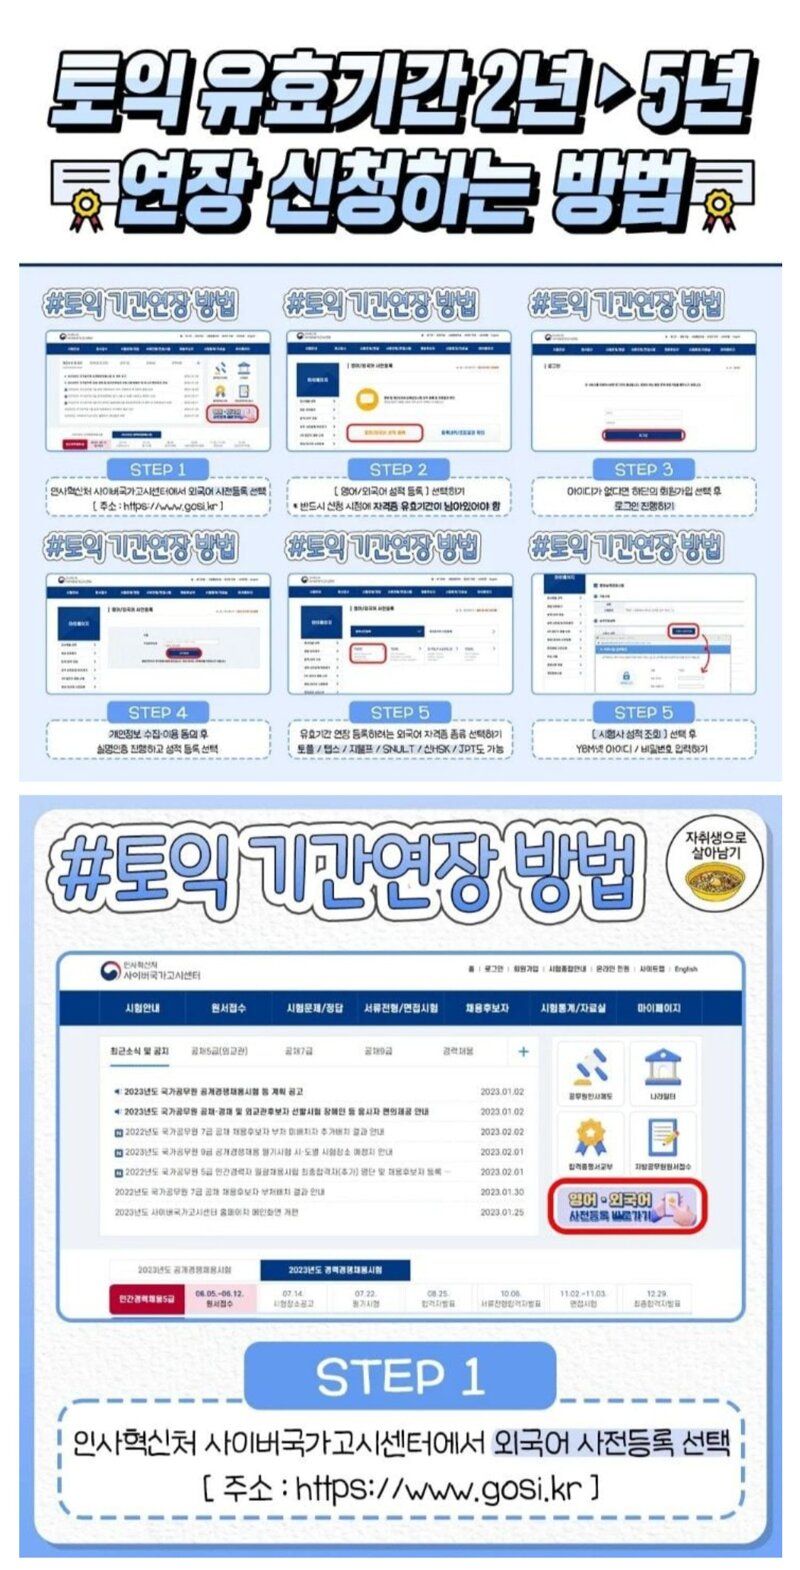 토익 유효기간 2년▶5년
연장 신청하는 방법
#토익 기간연장 방법
#토익 기간연장 방법
#토익 기간연장 방법
STEP 1
인사혁신처 사이버국가고시센터에서 외국어 사전등록 선택
[ 주소 : https://www.gosi.kr ]
STEP 2
[ 영어/외국어 성적 등록 ] 선택하기
* 반드시 신청 시점에 자격증 유효기간이 남아있어야 함
STEP 3
아이디가 없다면 하단의 회원가입 선택 후
로그인 진행하기
#토익 기간연장 방법
#토익 기간연장 방법
#토익 기간연장 방법
STEP 4
개인정보 수집·이용 동의 후
실명인증 진행하고 성적 등록 선택
STEP 5
유효기간 연장 등록하려는 외국어 자격증 종류 선택하기
토플 / 텝스 / 지텔프 / SNULT / 신HSK / JPT도 가능
STEP 5
[ 시행사 성적 조회 ] 선택 후
YBM넷 아이디 / 비밀번호 입력하기
#토익 기간연장 방법
자취생으로
살아남기
인사혁신처
사이버국가고시센터
홈 | 로그인 | 회원가입 | 시험종합안내 | 온라인 민원 | 사이트맵 | English
시험안내 원서접수 시험문제/정답 서류전형/면접시험 채용후보자 시험통계/자료실 마이페이지
최근소식 및 공지 공채5급(외교관) 공채7급 공채9급 경력채용 +
2023년도 국가공무원 공개경쟁채용시험 등 계획 공고 2023.01.02
2023년도 국가공무원 공채·경채 및 외교관후보자 선발시험 장애인 등 응시자 편의제공 안내 2023.01.02
2022년도 국가공무원 7급 공채 채용후보자 부처 미배치자 추가배치 결과 안내 2023.02.02
2023년도 국가공무원 9급 공개경쟁채용 필기시험 시·도별 시험장소 예정지 안내 2023.02.01
2022년도 국가공무원 5급 민간경력자 일괄채용시험 최종합격자(추가) 명단 및 채용후보자 등록 ... 2023.02.01
2022년도 국가공무원 7급 공채 채용후보자 부처배치 결과 안내 2023.01.30
2023년도 사이버국가고시센터 홈페이지 메인화면 개편 2023.01.25
공무원인사제도 나라일터
합격증명서교부 지방공무원원서접수
영어·외국어
사전등록 바로가기
2023년도 공개경쟁채용시험 2023년도 경력경쟁채용시험
민간경력채용5급
06.05.~06.12.
원서접수
07.14.
시험장소공고
07.22.
필기시험
08.25.
합격자발표
10.06.
서류전형합격자발표
11.02~11.03.
면접시험
12.29.
최종합격자발표
STEP 1
인사혁신처 사이버국가고시센터에서 외국어 사전등록 선택
[ 주소 : https://www.gosi.kr ]